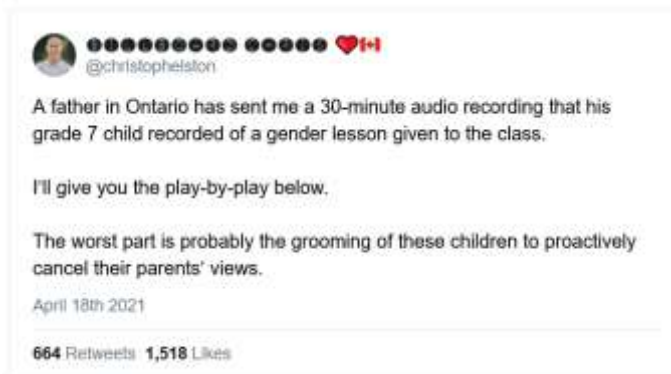 @christophelston
A father in Ontario has sent me a 30-minute audio recording that his
grade 7 child recorded of a gender lesson given to the class.
I'll give you the play-by-play below.
The worst part is probably the grooming of these children to proactively
cancel their parents' views.
April 18th 2021
664 Retweets 1,518 Likes